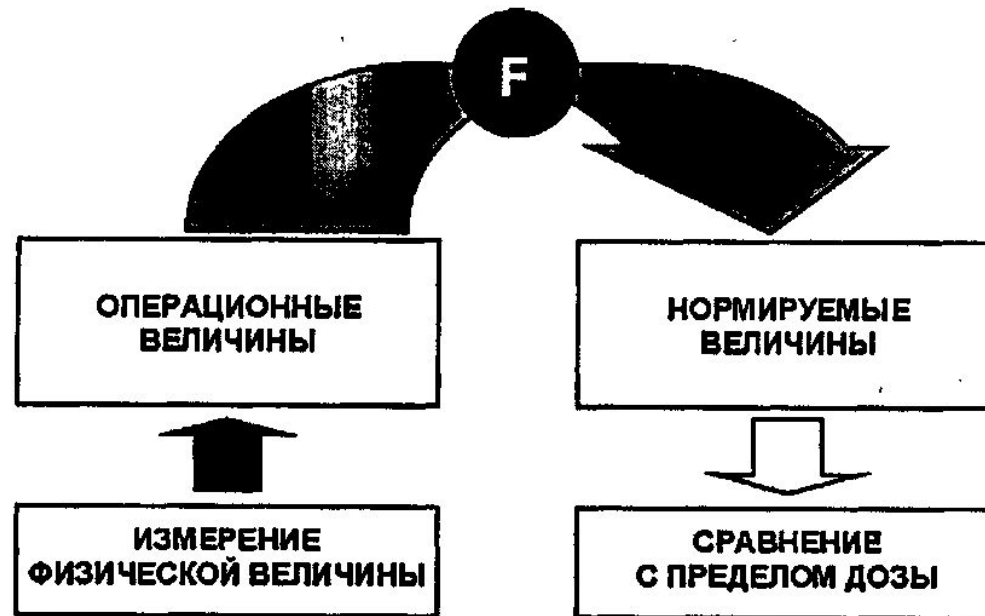 F
ОПЕРАЦИОННЫЕ
ВЕЛИЧИНЫ
НОРМИРУЕМЫЕ
ВЕЛИЧИНЫ
ИЗМЕРЕНИЕ
ФИЗИЧЕСКОЙ ВЕЛИЧИНЫ
СРАВНЕНИЕ
С ПРЕДЕЛОМ ДОЗЫ